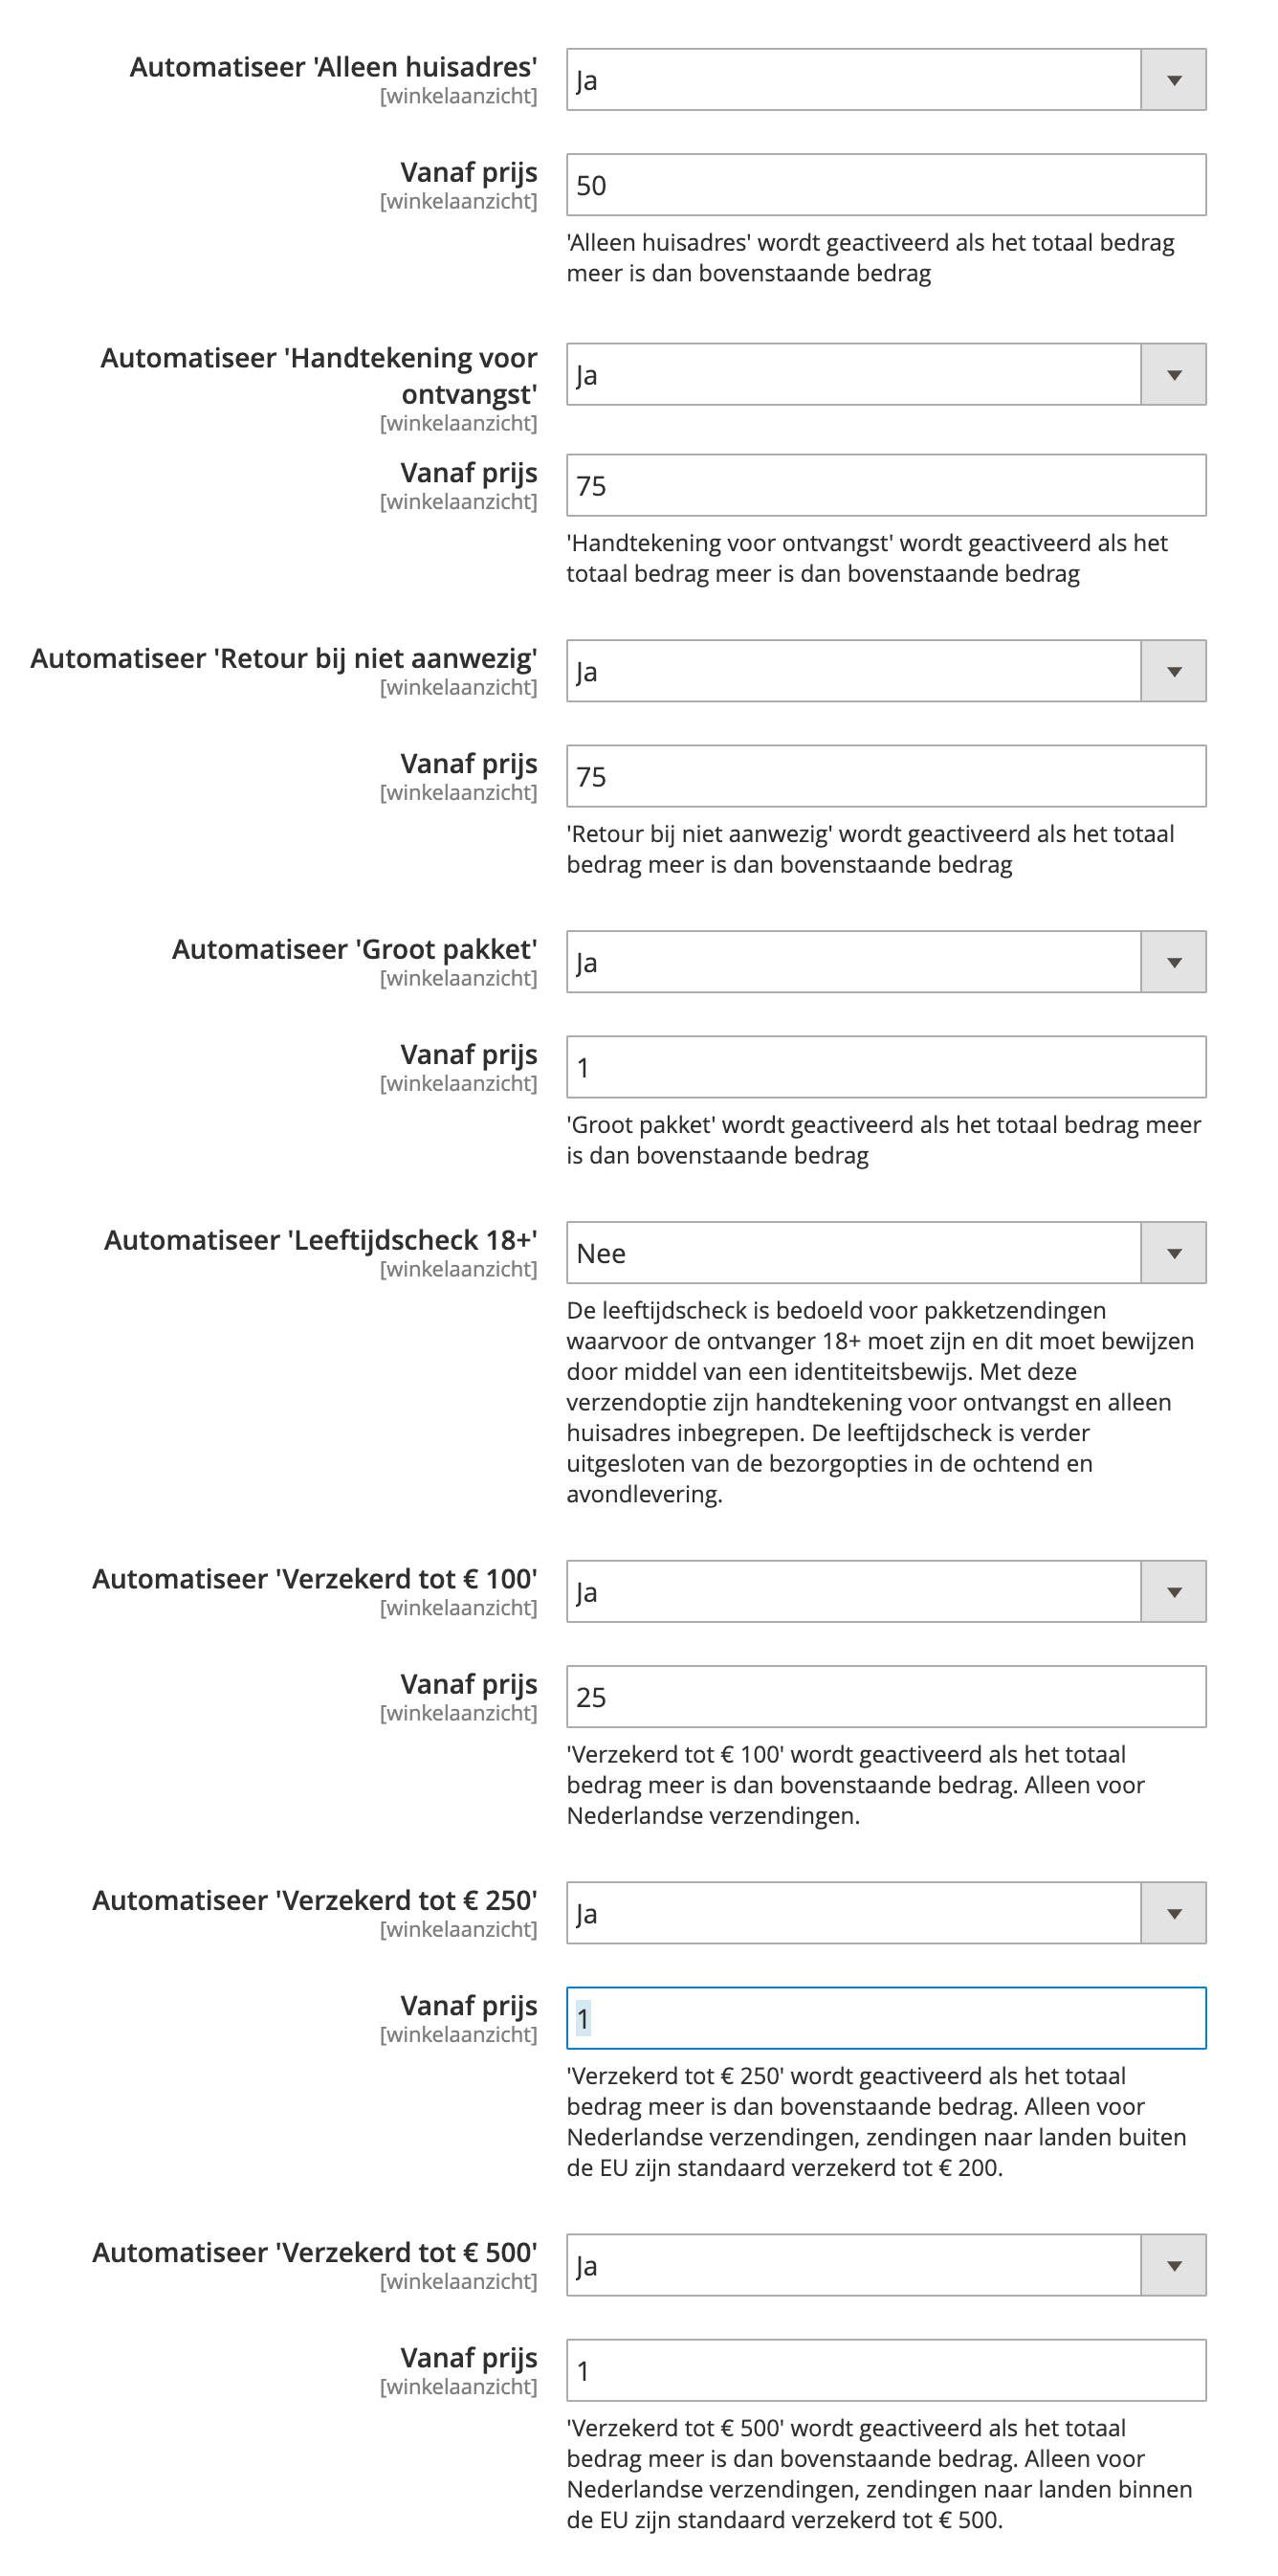 Automatiseer 'Alleen huisadres'
[winkelaanzicht]
Ja
Vanaf prijs
[winkelaanzicht]
50
'Alleen huisadres' wordt geactiveerd als het totaal bedrag
meer is dan bovenstaande bedrag
Automatiseer 'Handtekening voor
ontvangst'
[winkelaanzicht]
Ja
Vanaf prijs
[winkelaanzicht]
75
'Handtekening voor ontvangst' wordt geactiveerd als het
totaal bedrag meer is dan bovenstaande bedrag
Automatiseer 'Retour bij niet aanwezig'
[winkelaanzicht]
Ja
Vanaf prijs
[winkelaanzicht]
75
'Retour bij niet aanwezig' wordt geactiveerd als het totaal
bedrag meer is dan bovenstaande bedrag
Automatiseer 'Groot pakket'
[winkelaanzicht]
Ja
Vanaf prijs
[winkelaanzicht]
1
'Groot pakket' wordt geactiveerd als het totaal bedrag meer
is dan bovenstaande bedrag
Automatiseer 'Leeftijdscheck 18+'
[winkelaanzicht]
Nee
De leeftijdscheck is bedoeld voor pakketzendingen
waarvoor de ontvanger 18+ moet zijn en dit moet bewijzen
door middel van een identiteitsbewijs. Met deze
verzendoptie zijn handtekening voor ontvangst en alleen
huisadres inbegrepen. De leeftijdscheck is verder
uitgesloten van de bezorgopties in de ochtend en
avondlevering.
Automatiseer 'Verzekerd tot € 100'
[winkelaanzicht]
Ja
Vanaf prijs
[winkelaanzicht]
25
'Verzekerd tot € 100' wordt geactiveerd als het totaal
bedrag meer is dan bovenstaande bedrag. Alleen voor
Nederlandse verzendingen.
Automatiseer 'Verzekerd tot € 250'
[winkelaanzicht]
Ja
Vanaf prijs
[winkelaanzicht]
1
'Verzekerd tot € 250' wordt geactiveerd als het totaal
bedrag meer is dan bovenstaande bedrag. Alleen voor
Nederlandse verzendingen, zendingen naar landen buiten
de EU zijn standaard verzekerd tot € 200.
Automatiseer 'Verzekerd tot € 500'
[winkelaanzicht]
Ja
Vanaf prijs
[winkelaanzicht]
1
'Verzekerd tot € 500' wordt geactiveerd als het totaal
bedrag meer is dan bovenstaande bedrag. Alleen voor
Nederlandse verzendingen, zendingen naar landen binnen
de EU zijn standaard verzekerd tot € 500.